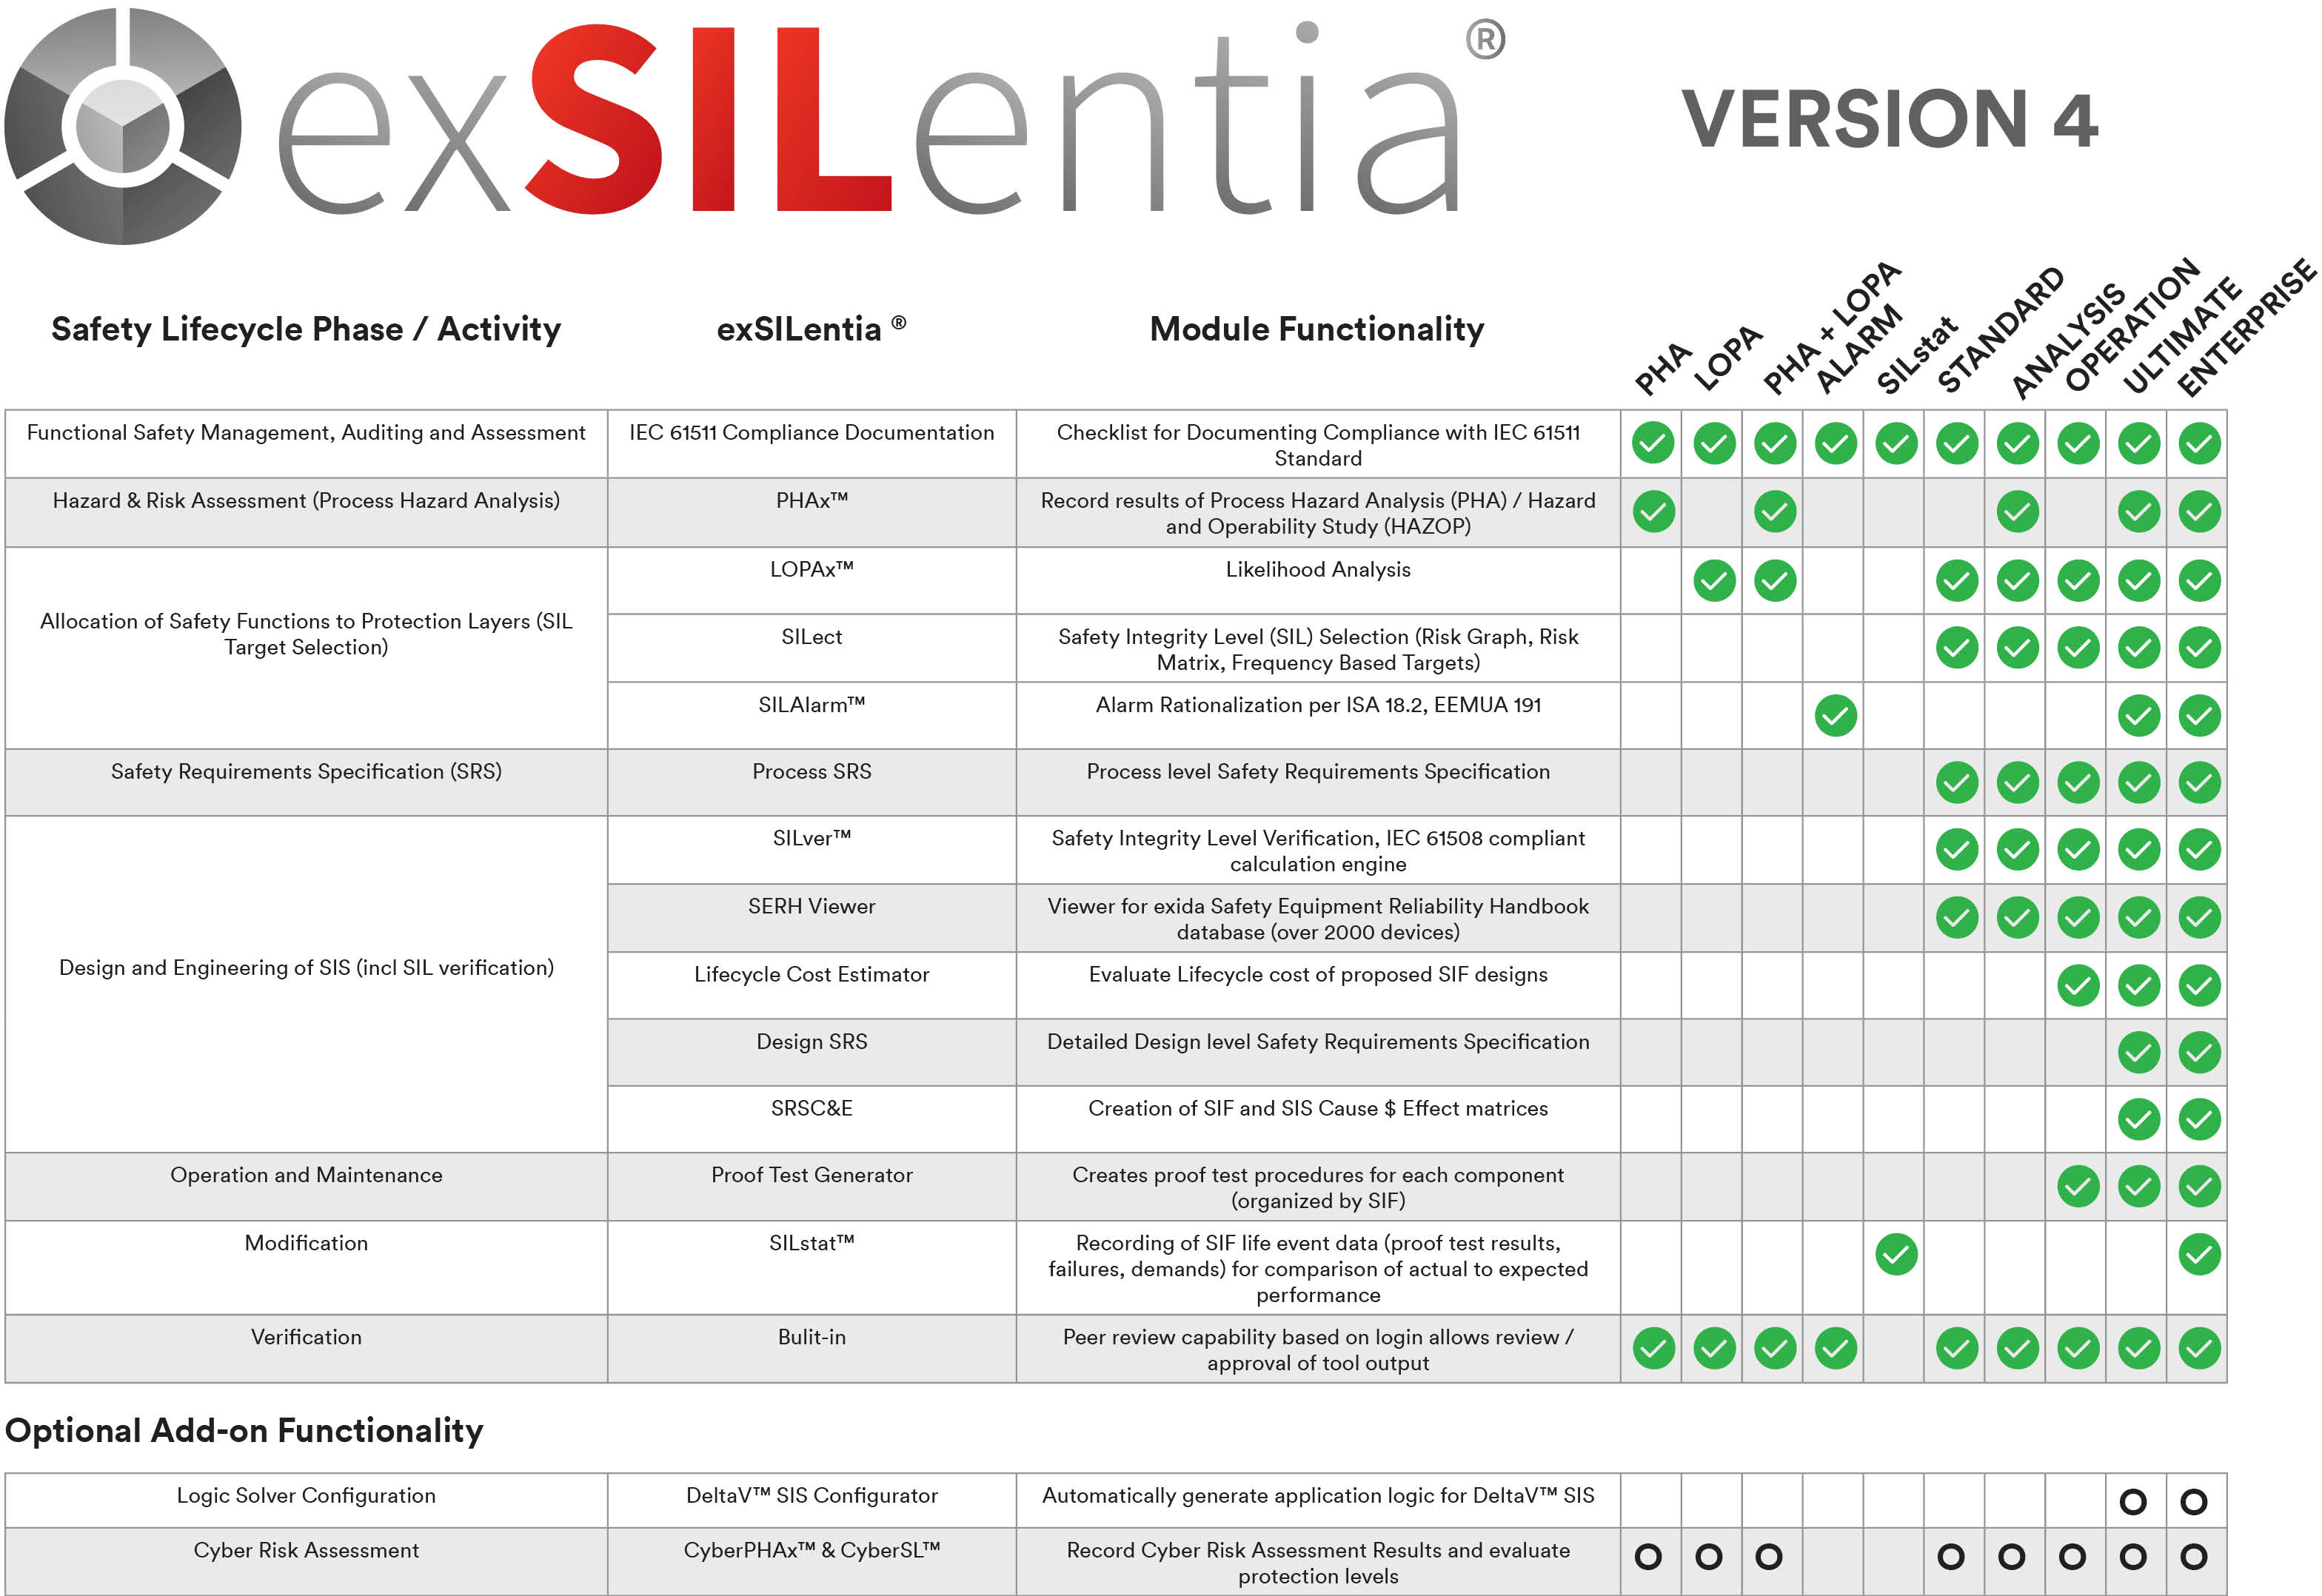 exSILentia®
VERSION 4
Safety Lifecycle Phase / Activity
exSILentia ®
Module Functionality
PHA
LOPA
PHA + LOPA
ALARM
SILstat
STANDARD
ANALYSIS
OPERATION
ULTIMATE
ENTERPRISE
Functional Safety Management, Auditing and Assessment
IEC 61511 Compliance Documentation
Checklist for Documenting Compliance with IEC 61511
Standard
Hazard & Risk Assessment (Process Hazard Analysis)
PHAx™
Record results of Process Hazard Analysis (PHA) / Hazard
and Operability Study (HAZOP)
Allocation of Safety Functions to Protection Layers (SIL
Target Selection)
LOPAx™
Likelihood Analysis
SILect
Safety Integrity Level (SIL) Selection (Risk Graph, Risk
Matrix, Frequency Based Targets)
SILAlarm™
Alarm Rationalization per ISA 18.2, EEMUA 191
Safety Requirements Specification (SRS)
Process SRS
Process level Safety Requirements Specification
Design and Engineering of SIS (incl SIL verification)
SILver™
Safety Integrity Level Verification, IEC 61508 compliant
calculation engine
SERH Viewer
Viewer for exida Safety Equipment Reliability Handbook
database (over 2000 devices)
Lifecycle Cost Estimator
Evaluate Lifecycle cost of proposed SIF designs
Design SRS
Detailed Design level Safety Requirements Specification
SRSC&E
Creation of SIF and SIS Cause $ Effect matrices
Operation and Maintenance
Proof Test Generator
Creates proof test procedures for each component
(organized by SIF)
Modification
SILstat™
Recording of SIF life event data (proof test results,
failures, demands) for comparison of actual to expected
performance
Verification
Bulit-in
Peer review capability based on login allows review /
approval of tool output
Optional Add-on Functionality
Logic Solver Configuration
DeltaV™ SIS Configurator
Automatically generate application logic for DeltaV™ SIS
Cyber Risk Assessment
CyberPHAx™ & CyberSL™
Record Cyber Risk Assessment Results and evaluate
protection levels